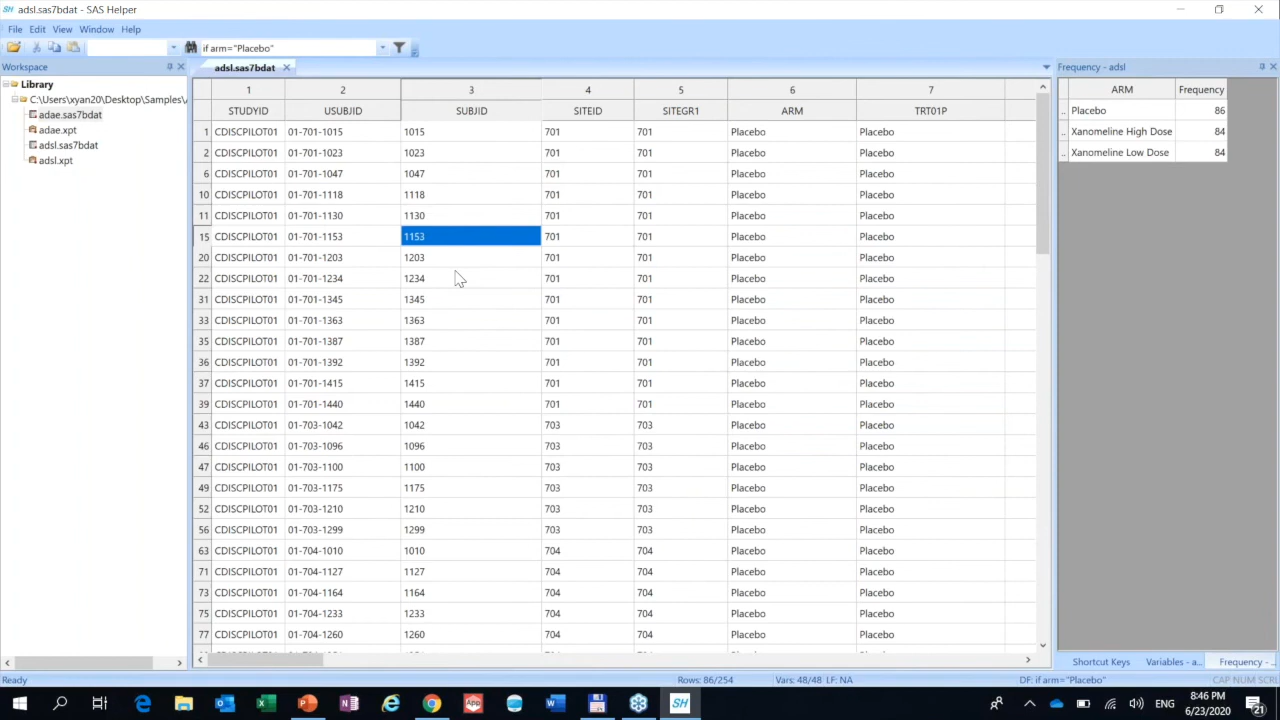 adsl.sas7bdat - SAS Helper
File Edit View Window Help
if arm="Placebo"
Workspace
adsl.sas7bdat
Frequency - adsl
Library
C:\Users\xyan20\Desktop\Samples\
adae.sas7bdat
adae.xpt
adsl.sas7bdat
adsl.xpt
1 2 3 4 5 6 7
STUDYID USUBJID SUBJID SITEID SITEGR1 ARM TRT01P
1 CDISCPILOT01 01-701-1015 1015 701 701 Placebo Placebo
2 CDISCPILOT01 01-701-1023 1023 701 701 Placebo Placebo
6 CDISCPILOT01 01-701-1047 1047 701 701 Placebo Placebo
10 CDISCPILOT01 01-701-1118 1118 701 701 Placebo Placebo
11 CDISCPILOT01 01-701-1130 1130 701 701 Placebo Placebo
15 CDISCPILOT01 01-701-1153 1153 701 701 Placebo Placebo
20 CDISCPILOT01 01-701-1203 1203 701 701 Placebo Placebo
22 CDISCPILOT01 01-701-1234 1234 701 701 Placebo Placebo
31 CDISCPILOT01 01-701-1345 1345 701 701 Placebo Placebo
33 CDISCPILOT01 01-701-1363 1363 701 701 Placebo Placebo
35 CDISCPILOT01 01-701-1387 1387 701 701 Placebo Placebo
36 CDISCPILOT01 01-701-1392 1392 701 701 Placebo Placebo
37 CDISCPILOT01 01-701-1415 1415 701 701 Placebo Placebo
39 CDISCPILOT01 01-701-1440 1440 701 701 Placebo Placebo
43 CDISCPILOT01 01-703-1042 1042 703 703 Placebo Placebo
46 CDISCPILOT01 01-703-1096 1096 703 703 Placebo Placebo
47 CDISCPILOT01 01-703-1100 1100 703 703 Placebo Placebo
49 CDISCPILOT01 01-703-1175 1175 703 703 Placebo Placebo
52 CDISCPILOT01 01-703-1210 1210 703 703 Placebo Placebo
56 CDISCPILOT01 01-703-1299 1299 703 703 Placebo Placebo
63 CDISCPILOT01 01-704-1010 1010 704 704 Placebo Placebo
71 CDISCPILOT01 01-704-1127 1127 704 704 Placebo Placebo
73 CDISCPILOT01 01-704-1164 1164 704 704 Placebo Placebo
75 CDISCPILOT01 01-704-1233 1233 704 704 Placebo Placebo
77 CDISCPILOT01 01-704-1260 1260 704 704 Placebo Placebo
ARM Frequency
.. Placebo 86
.. Xanomeline High Dose 84
.. Xanomeline Low Dose 84
Shortcut Keys Variables - a... Frequency - ...
Ready Rows: 86/254 Vars: 48/48 LF: NA DF: if arm="Placebo" CAP NUM SCRL
SH
ENG
8:46 PM
6/23/2020
21